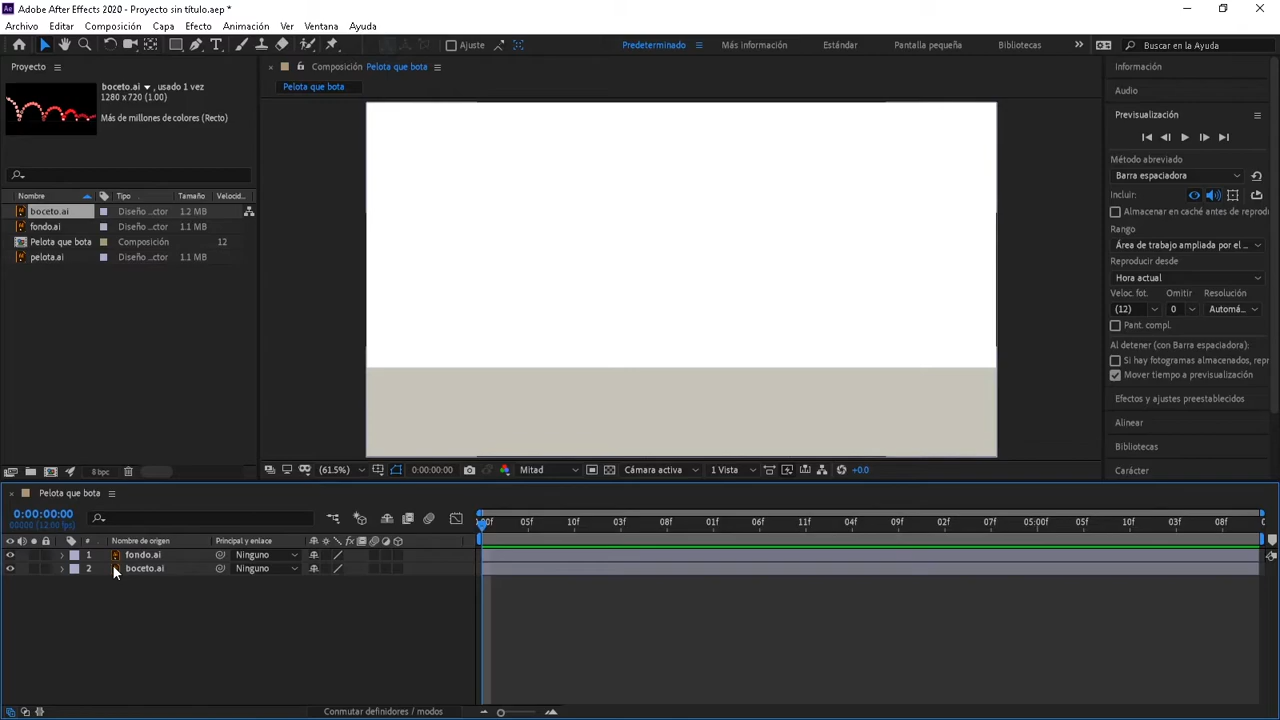 Adobe After Effects 2020 - Proyecto sin título.aep *
Archivo Editar Composición Capa Efecto Animación Ver Ventana Ayuda
Ajuste Predeterminado Más información Estándar Pantalla pequeña Bibliotecas Buscar en la Ayuda
Proyecto
boceto.ai , usado 1 vez
1280 x 720 (1.00)
Más de millones de colores (Recto)
Nombre Tipo Tamaño Velocid...
boceto.ai Diseño ...ctor 1.2 MB
fondo.ai Diseño ...ctor 1.1 MB
Pelota que bota Composición 12
pelota.ai Diseño ...ctor 1.1 MB
8 bpc
Composición Pelota que bota
Pelota que bota
(61.5%) 0:00:00:00 Mitad Cámara activa 1 Vista +0.0
Información
Audio
Previsualización
Método abreviado
Barra espaciadora
Incluir:
Almacenar en caché antes de reprodu
Rango
Área de trabajo ampliada por el ...
Reproducir desde
Hora actual
Veloc. fot. Omitir Resolución
(12) 0 Automá...
Pant. compl.
Al detener (con Barra espaciadora):
Si hay fotogramas almacenados, repr
Mover tiempo a previsualización
Efectos y ajustes preestablecidos
Alinear
Bibliotecas
Carácter
Pelota que bota
0:00:00:00
00000 (12.00 fps)
:00f 05f 10f 03f 08f 01f 06f 11f 04f 09f 02f 07f 05:00f 05f 10f 03f 08f 0
# Nombre de origen Principal y enlace fx
1 fondo.ai Ninguno
2 boceto.ai Ninguno
Conmutar definidores / modos